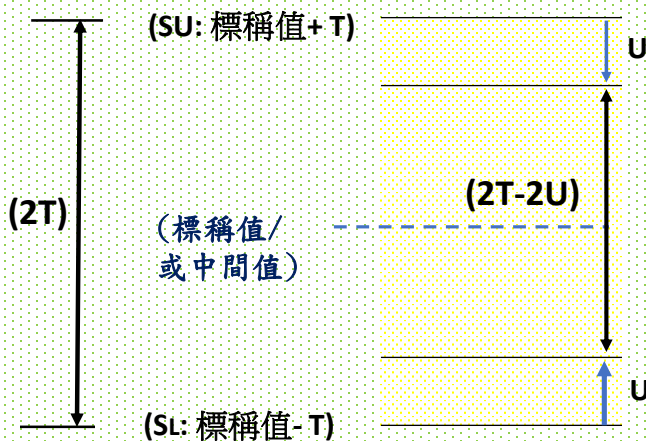 (SU: 標稱值+ T)
U
(2T)
(2T-2U)
(標稱值/
或中間值)
U
(SL: 標稱值- T)